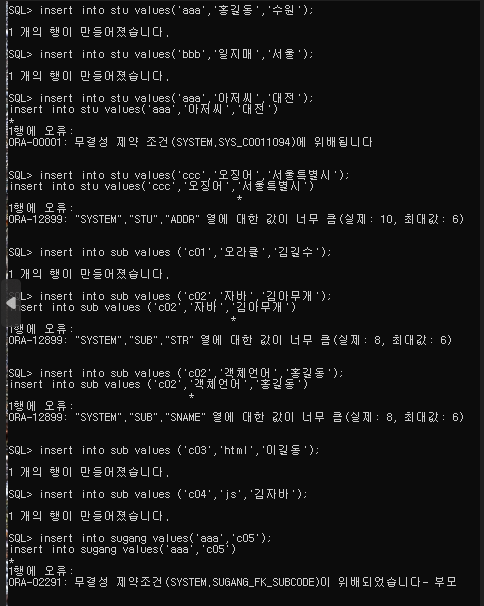 SQL> insert into stu values('aaa','홍길동','수원');
1 개의 행이 만들어졌습니다.
SQL> insert into stu values('bbb','일지매','서울');
1 개의 행이 만들어졌습니다.
SQL> insert into stu values('aaa','아저씨','대전');
insert into stu values('aaa','아저씨','대전')
*
1행에 오류:
ORA-00001: 무결성 제약 조건(SYSTEM.SYS_C0011094)에 위배됩니다
SQL> insert into stu values('ccc','오징어','서울특별시');
insert into stu values('ccc','오징어','서울특별시')
*
1행에 오류:
ORA-12899: "SYSTEM"."STU"."ADDR" 열에 대한 값이 너무 큼(실제: 10, 최대값: 6)
SQL> insert into sub values ('c01','오라클','김길수');
1 개의 행이 만들어졌습니다.
SQL> insert into sub values ('c02','자바','김아무개');
insert into sub values ('c02','자바','김아무개')
*
1행에 오류:
ORA-12899: "SYSTEM"."SUB"."STR" 열에 대한 값이 너무 큼(실제: 8, 최대값: 6)
SQL> insert into sub values ('c02','객체언어','홍길동');
insert into sub values ('c02','객체언어','홍길동')
*
1행에 오류:
ORA-12899: "SYSTEM"."SUB"."SNAME" 열에 대한 값이 너무 큼(실제: 8, 최대값: 6)
SQL> insert into sub values ('c03','html','이길동');
1 개의 행이 만들어졌습니다.
SQL> insert into sub values ('c04','js','김자바');
1 개의 행이 만들어졌습니다.
SQL> insert into sugang values('aaa','c05');
insert into sugang values('aaa','c05')
*
1행에 오류:
ORA-02291: 무결성 제약조건(SYSTEM.SUGANG_FK_SUBCODE)이 위배되었습니다- 부모